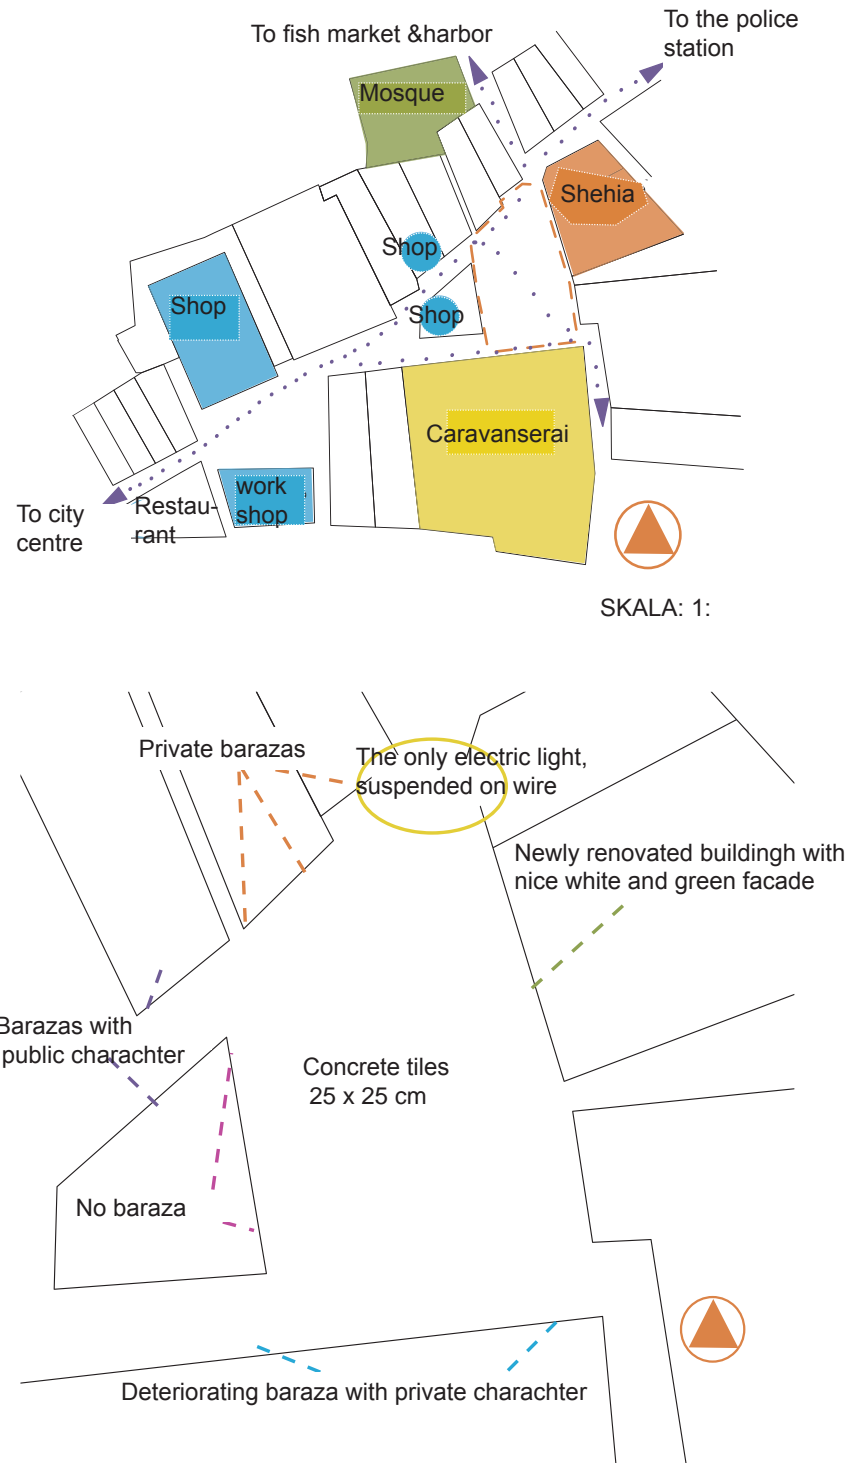 To fish market &harbor
To the police
station
Mosque
Shehia
Shop
Shop
Shop
Caravanserai
work
shop
Restau-
rant
To city
centre
SKALA: 1:
Private barazas
The only electric light,
suspended on wire
Newly renovated buildingh with
nice white and green facade
Barazas with
public charachter
Concrete tiles
25 x 25 cm
No baraza
Deteriorating baraza with private charachter